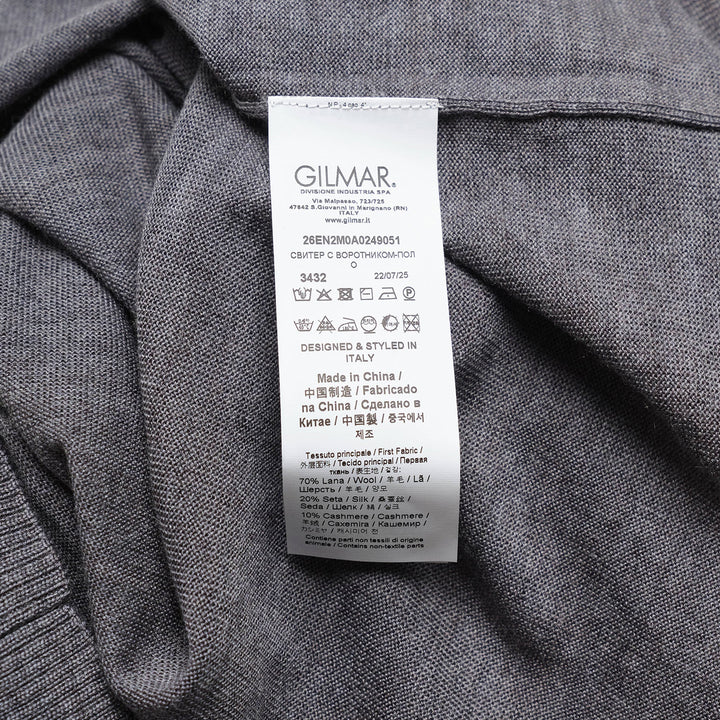 GILMAR®
DIVISIONE INDUSTRIA SPA
Via Malpasso, 723/725
47842 S.Giovanni in Marignano (RN)
ITALY
www.gilmar.it
26EN2M0A0249051
СВИТЕР С ВОРОТНИКОМ-ПОЛ
О
3432 22/07/25
DESIGNED & STYLED IN
ITALY
Made in China /
中国制造 / Fabricado
na China / Сделано в
Китае / 中国製 / 중국에서
제조
Tessuto principale / First Fabric /
外层面料 / Tecido principal / Первая
ткань / 表生地 / 겉감:
70% Lana / Wool / 羊毛 / Lã /
Шерсть / 羊毛 / 양모
20% Seta / Silk / 桑蚕丝 /
Seda / Шелк / 絹 / 실크
10% Cashmere / Cashmere /
羊绒 / Caxemira / Кашемир /
カシミヤ / 캐시미어 전
Contiene parti non tessili di origine
animale / Contains non-textile parts